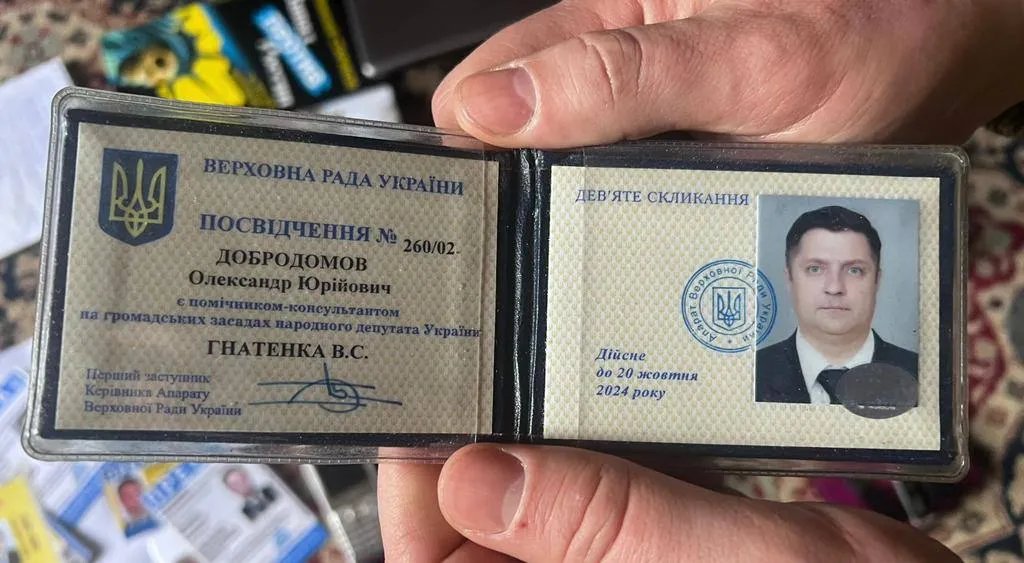 ВЕРХОВНА РАДА УКРАЇНИ
ПОСВІДЧЕННЯ № 260/02
ДОБРОДОМОВ
Олександр Юрійович
є помічником-консультантом
на громадських засадах народного депутата України
ГНАТЕНКА В.С.
Перший заступник
Керівника Апарату
Верховної Ради України
ДЕВ'ЯТЕ СКЛИКАННЯ
Апарат Верховної Ради України
Дійсне
до 20 жовтня
2024 року